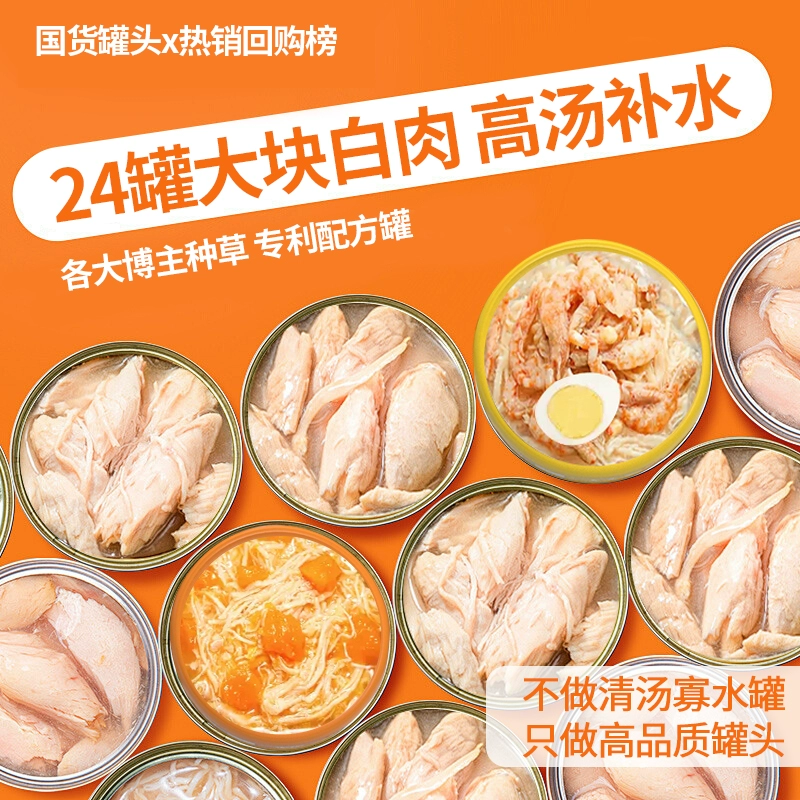 国货罐头x热销回购榜
24罐大块白肉 高汤补水
各大博主种草 专利配方罐
不做清汤寡水罐
只做高品质罐头